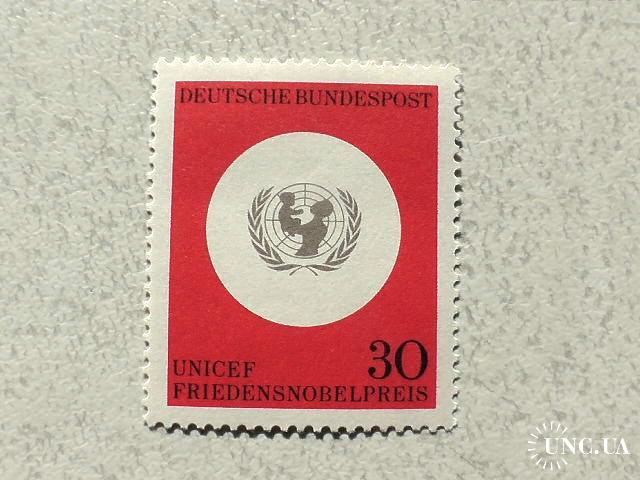 DEUTSCHE BUNDESPOST
30
UNICEF
FRIEDENSNOBELPREIS
UNC.UA